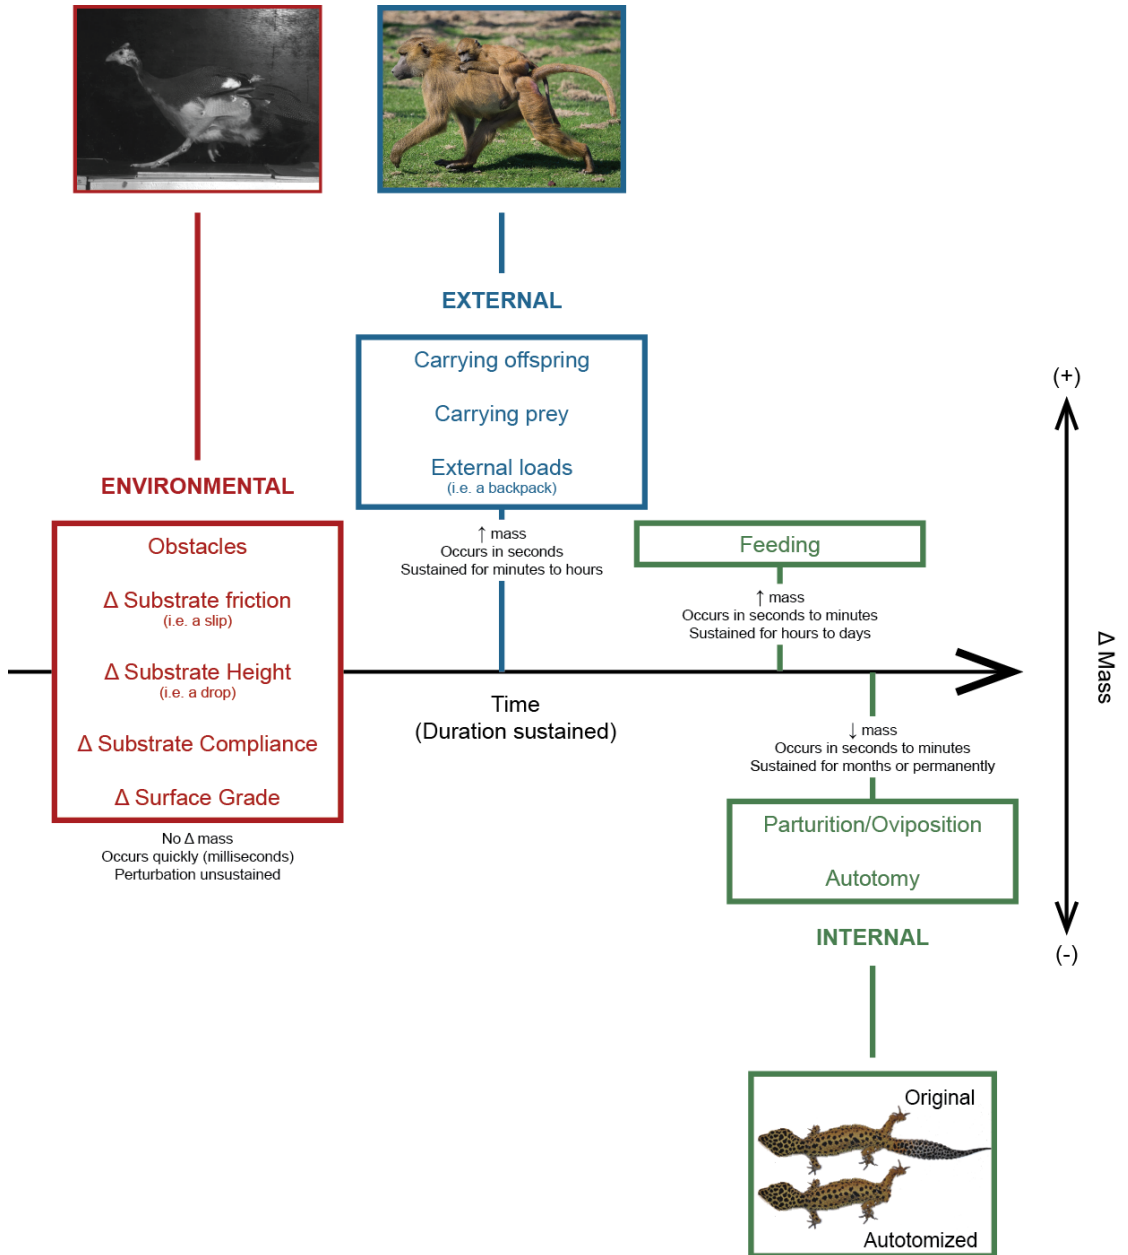 EXTERNAL
Carrying offspring
Carrying prey
External loads
(i.e. a backpack)
↑ mass
Occurs in seconds
Sustained for minutes to hours
ENVIRONMENTAL
Obstacles
Δ Substrate friction
(i.e. a slip)
Δ Substrate Height
(i.e. a drop)
Δ Substrate Compliance
Δ Surface Grade
No Δ mass
Occurs quickly (milliseconds)
Perturbation unsustained
Feeding
↑ mass
Occurs in seconds to minutes
Sustained for hours to days
Time
(Duration sustained)
↓ mass
Occurs in seconds to minutes
Sustained for months or permanently
Parturition/Oviposition
Autotomy
INTERNAL
Original
Autotomized
(+)
Δ Mass
(-)